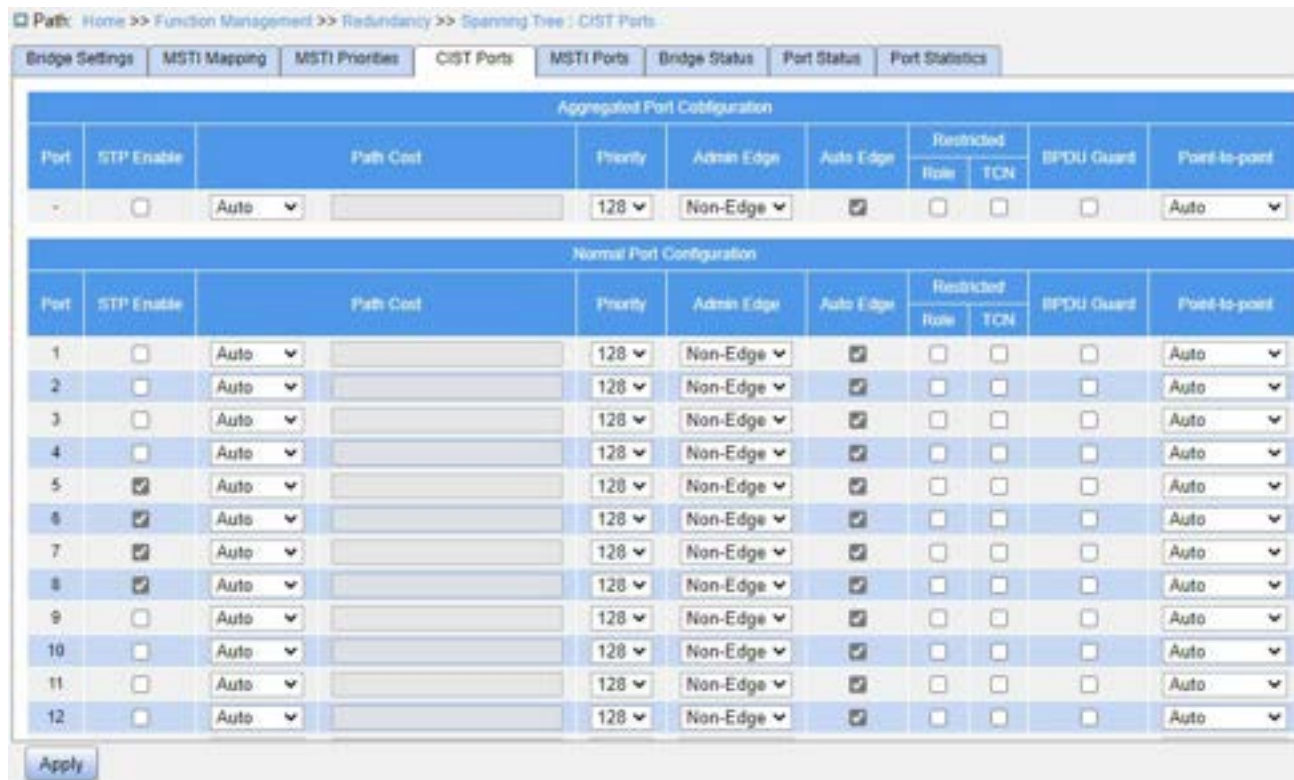 Path: Home >> Function Management >> Redundancy >> Spanning Tree : CIST Ports
Bridge Settings MSTI Mapping MSTI Priorities CIST Ports MSTI Ports Bridge Status Port Status Port Statistics
Aggregated Port Cobfiguration
Port STP Enable Path Cost Priority Admin Edge Auto Edge Restricted BPDU Guard Point-to-point
Role TCN
- Auto 128 Non-Edge Auto
Normal Port Configuration
Port STP Enable Path Cost Priority Admin Edge Auto Edge Restricted BPDU Guard Point-to-point
Role TCN
1 Auto 128 Non-Edge Auto
2 Auto 128 Non-Edge Auto
3 Auto 128 Non-Edge Auto
4 Auto 128 Non-Edge Auto
5 Auto 128 Non-Edge Auto
6 Auto 128 Non-Edge Auto
7 Auto 128 Non-Edge Auto
8 Auto 128 Non-Edge Auto
9 Auto 128 Non-Edge Auto
10 Auto 128 Non-Edge Auto
11 Auto 128 Non-Edge Auto
12 Auto 128 Non-Edge Auto
Apply